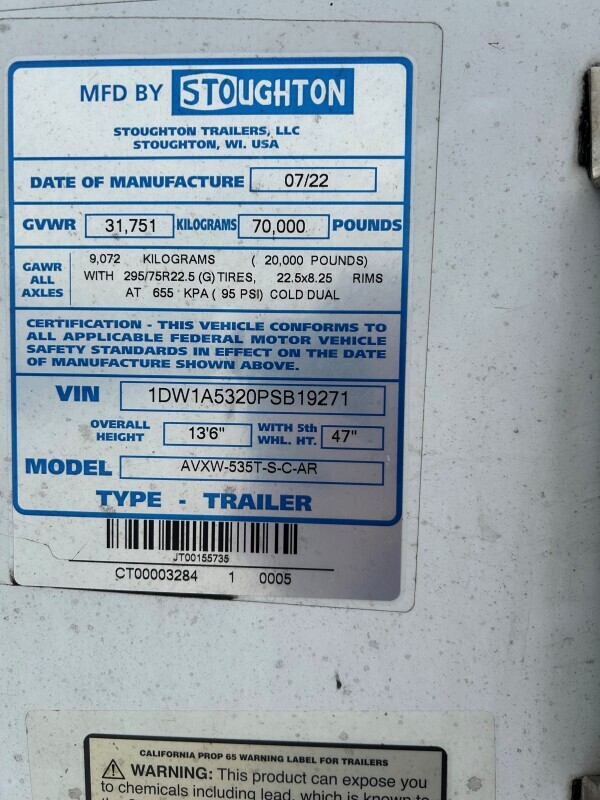 MFD BY STOUGHTON
STOUGHTON TRAILERS, LLC
STOUGHTON, WI. USA
DATE OF MANUFACTURE 07/22
GVWR 31,751 KILOGRAMS 70,000 POUNDS
GAWR ALL AXLES
9,072 KILOGRAMS ( 20,000 POUNDS)
WITH 295/75R22.5 (G) TIRES, 22.5x8.25 RIMS
AT 655 KPA ( 95 PSI) COLD DUAL
CERTIFICATION - THIS VEHICLE CONFORMS TO
ALL APPLICABLE FEDERAL MOTOR VEHICLE
SAFETY STANDARDS IN EFFECT ON THE DATE
OF MANUFACTURE SHOWN ABOVE.
VIN 1DW1A5320PSB19271
OVERALL HEIGHT 13'6" WITH 5th WHL. HT. 47"
MODEL AVXW-535T-S-C-AR
TYPE - TRAILER
JT00155735
CT00003284 1 0005
CALIFORNIA PROP 65 WARNING LABEL FOR TRAILERS
WARNING: This product can expose you
to chemicals including lead, which is known to